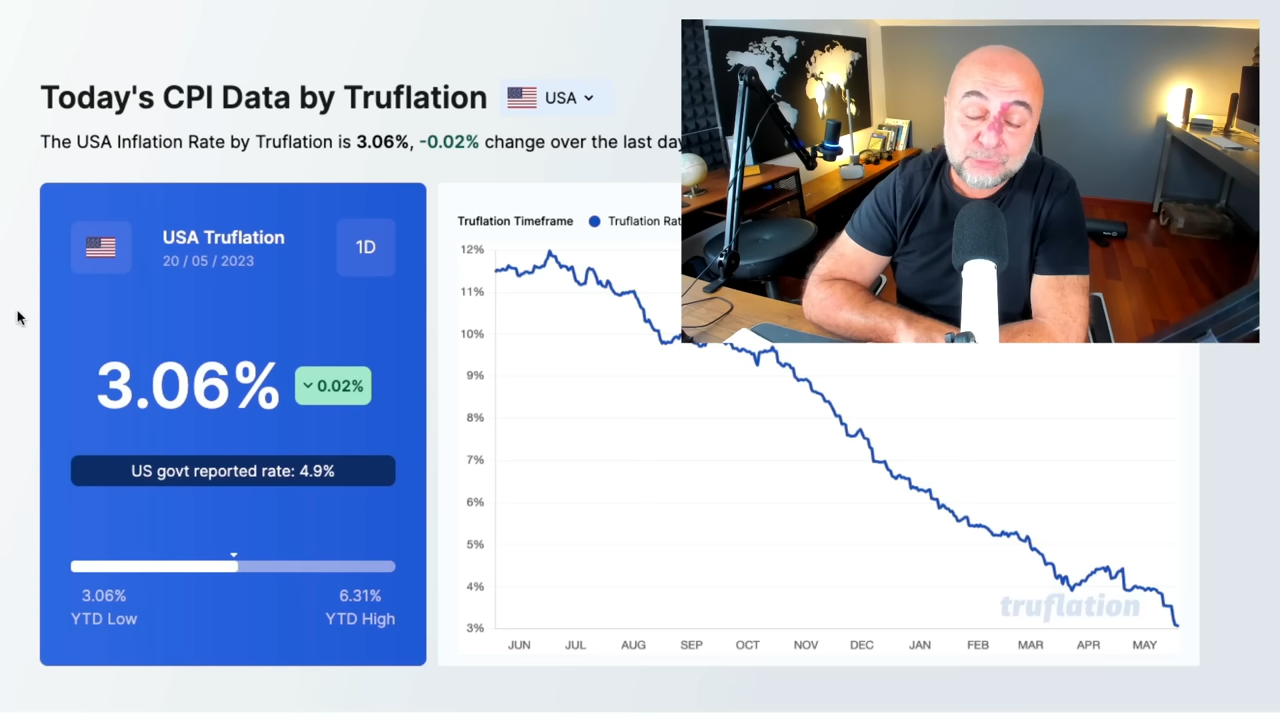 Today's CPI Data by Truflation
USA
The USA Inflation Rate by Truflation is 3.06%, -0.02% change over the last day
USA Truflation
20 / 05 / 2023
1D
3.06%
0.02%
US govt reported rate: 4.9%
3.06%
YTD Low
6.31%
YTD High
Truflation Timeframe
Truflation Rat
12%
11%
10%
9%
8%
7%
6%
5%
4%
3%
truflation
JUN JUL AUG SEP OCT NOV DEC JAN FEB MAR APR MAY